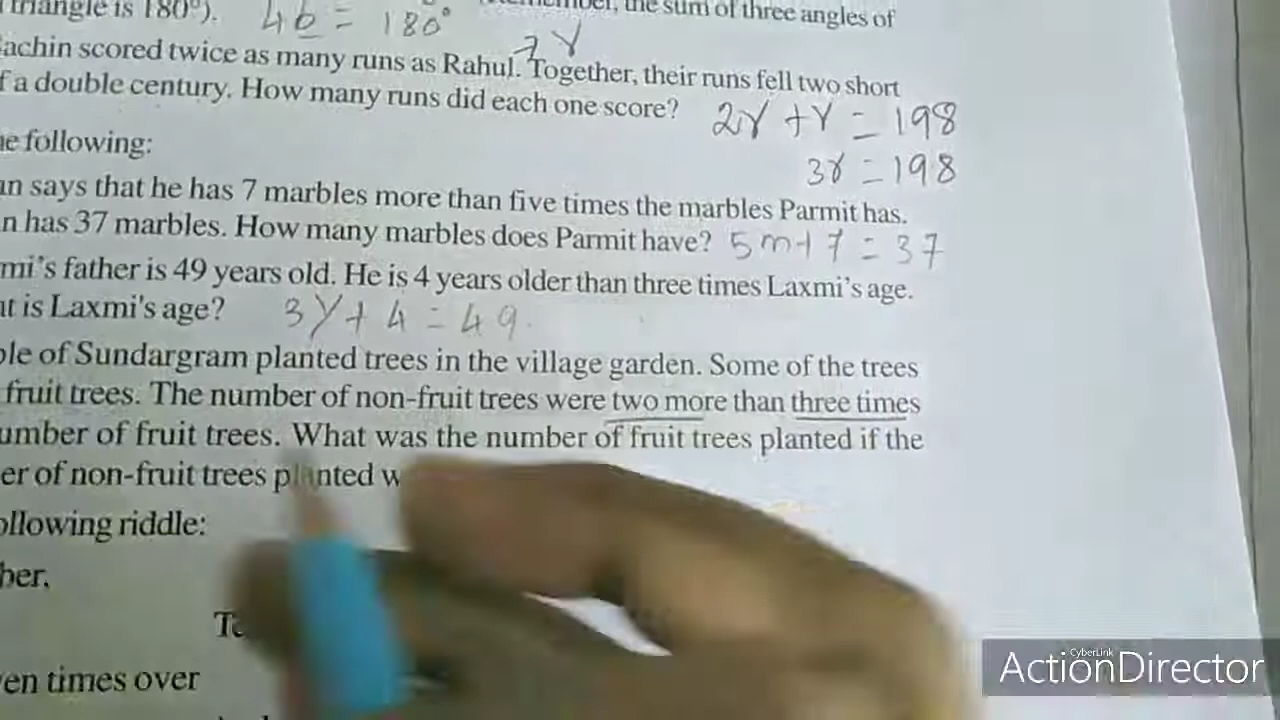 triangle is 180°). 4b = 180° the sum of three angles of
achin scored twice as many runs as Rahul. Together, their runs fell two short
f a double century. How many runs did each one score? 2r + r = 198
3r = 198
e following:
an says that he has 7 marbles more than five times the marbles Parmit has.
n has 37 marbles. How many marbles does Parmit have? 5m+7 = 37
mi's father is 49 years old. He is 4 years older than three times Laxmi's age.
at is Laxmi's age? 3y + 4 = 49.
ple of Sundargram planted trees in the village garden. Some of the trees
fruit trees. The number of non-fruit trees were two more than three times
umber of fruit trees. What was the number of fruit trees planted if the
er of non-fruit trees planted w
ollowing riddle:
ber,
en times over
CyberLink
ActionDirector